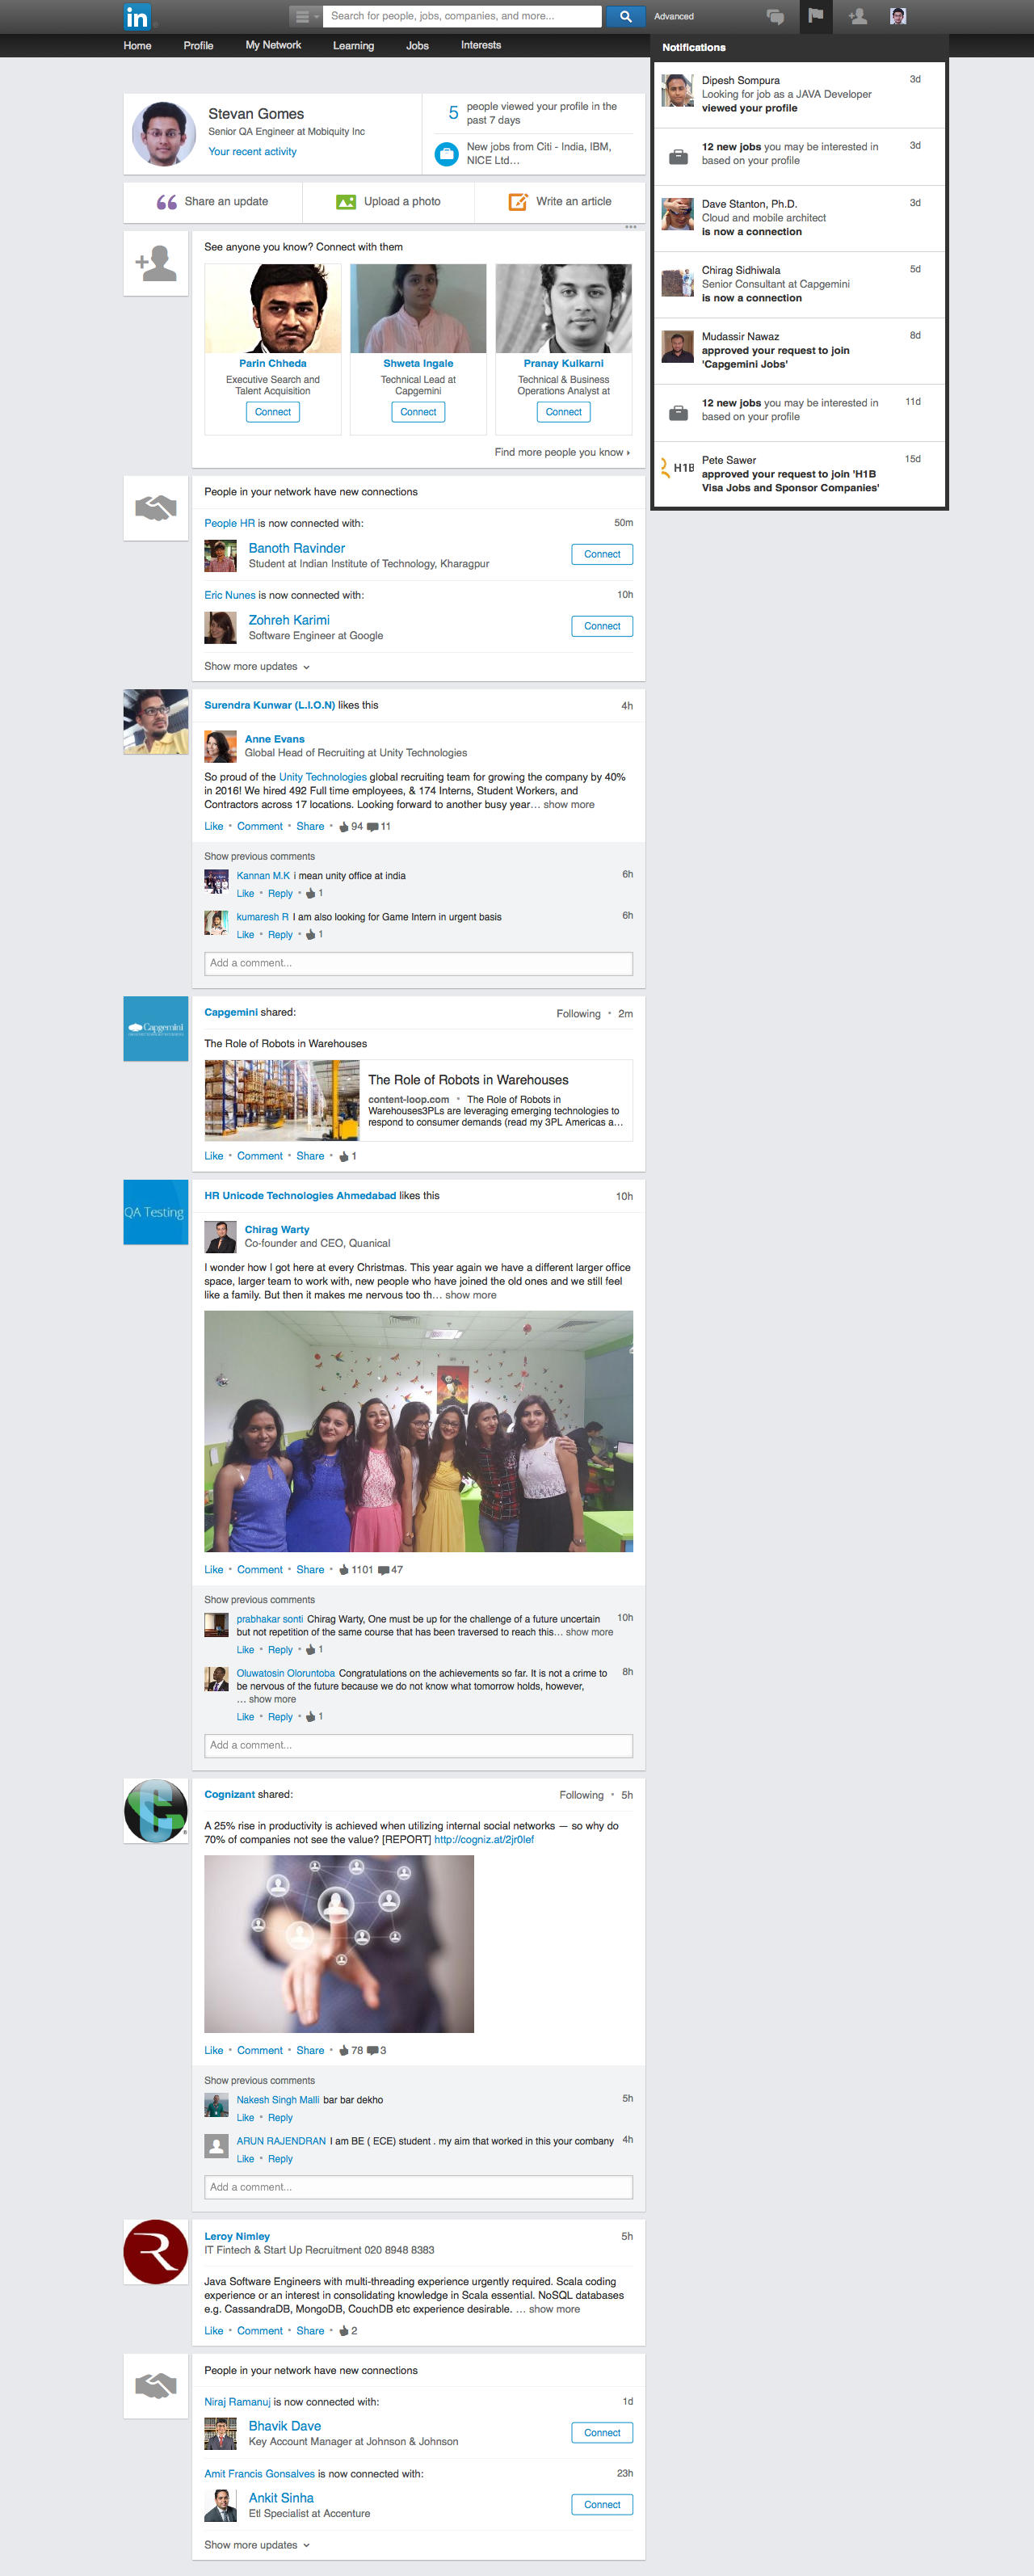 in
Search for people, jobs, companies, and more...
Advanced
Home Profile My Network Learning Jobs Interests
Notifications
Dipesh Sompura 3d
Looking for job as a JAVA Developer
viewed your profile
12 new jobs you may be interested in 3d
based on your profile
Dave Stanton, Ph.D. 3d
Cloud and mobile architect
is now a connection
Chirag Sidhiwala 5d
Senior Consultant at Capgemini
is now a connection
Mudassir Nawaz 8d
approved your request to join
'Capgemini Jobs'
12 new jobs you may be interested in 11d
based on your profile
H1B
Pete Sawer 15d
approved your request to join 'H1B
Visa Jobs and Sponsor Companies'
Stevan Gomes
Senior QA Engineer at Mobiquity Inc
Your recent activity
5 people viewed your profile in the
past 7 days
New jobs from Citi - India, IBM,
NICE Ltd...
Share an update
Upload a photo
Write an article
See anyone you know? Connect with them
Parin Chheda
Executive Search and
Talent Acquisition
Connect
Shweta Ingale
Technical Lead at
Capgemini
Connect
Pranay Kulkarni
Technical & Business
Operations Analyst at
Connect
Find more people you know
People in your network have new connections
People HR is now connected with: 50m
Banoth Ravinder
Student at Indian Institute of Technology, Kharagpur
Connect
Eric Nunes is now connected with: 10h
Zohreh Karimi
Software Engineer at Google
Connect
Show more updates
Surendra Kunwar (L.I.O.N) likes this 4h
Anne Evans
Global Head of Recruiting at Unity Technologies
So proud of the Unity Technologies global recruiting team for growing the company by 40%
in 2016! We hired 492 Full time employees, & 174 Interns, Student Workers, and
Contractors across 17 locations. Looking forward to another busy year... show more
Like • Comment • Share • 94 11
Show previous comments
Kannan M.K i mean unity office at india 6h
Like • Reply • 1
kumaresh R I am also looking for Game Intern in urgent basis 6h
Like • Reply • 1
Add a comment...
Capgemini
Capgemini shared: Following • 2m
The Role of Robots in Warehouses
The Role of Robots in Warehouses
content-loop.com • The Role of Robots in
Warehouses3PLs are leveraging emerging technologies to
respond to consumer demands (read my 3PL Americas a...
Like • Comment • Share • 1
QA Testing
HR Unicode Technologies Ahmedabad likes this 10h
Chirag Warty
Co-founder and CEO, Quanical
I wonder how I got here at every Christmas. This year again we have a different larger office
space, larger team to work with, new people who have joined the old ones and we still feel
like a family. But then it makes me nervous too th... show more
Like • Comment • Share • 1101 47
Show previous comments
prabhakar sonti Chirag Warty, One must be up for the challenge of a future uncertain 10h
but not repetition of the same course that has been traversed to reach this... show more
Like • Reply • 1
Oluwatosin Oloruntoba Congratulations on the achievements so far. It is not a crime to 8h
be nervous of the future because we do not know what tomorrow holds, however,
... show more
Like • Reply • 1
Add a comment...
Cognizant shared: Following • 5h
A 25% rise in productivity is achieved when utilizing internal social networks — so why do
70% of companies not see the value? [REPORT] http://cogniz.at/2jr0lef
Like • Comment • Share • 78 3
Show previous comments
Nakesh Singh Malli bar bar dekho 5h
Like • Reply
ARUN RAJENDRAN I am BE ( ECE) student . my aim that worked in this your company 4h
Like • Reply
Add a comment...
R
Leroy Nimley 5h
IT Fintech & Start Up Recruitment 020 8948 8383
Java Software Engineers with multi-threading experience urgently required. Scala coding
experience or an interest in consolidating knowledge in Scala essential. NoSQL databases
e.g. CassandraDB, MongoDB, CouchDB etc experience desirable. ... show more
Like • Comment • Share • 2
People in your network have new connections
Niraj Ramanuj is now connected with: 1d
Bhavik Dave
Key Account Manager at Johnson & Johnson
Connect
Amit Francis Gonsalves is now connected with: 23h
Ankit Sinha
Etl Specialist at Accenture
Connect
Show more updates